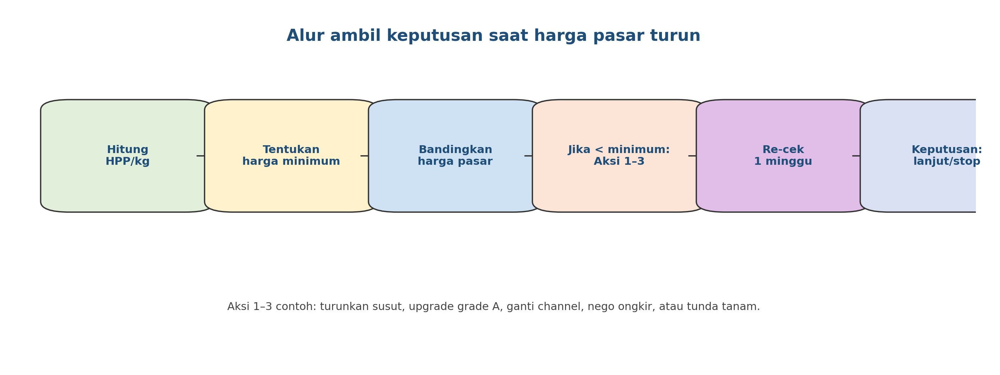 Alur ambil keputusan saat harga pasar turun
Hitung
HPP/kg
Tentukan
harga minimum
Bandingkan
harga pasar
Jika < minimum:
Aksi 1–3
Re-cek
1 minggu
Keputusan:
lanjut/stop
Aksi 1–3 contoh: turunkan susut, upgrade grade A, ganti channel, nego ongkir, atau tunda tanam.